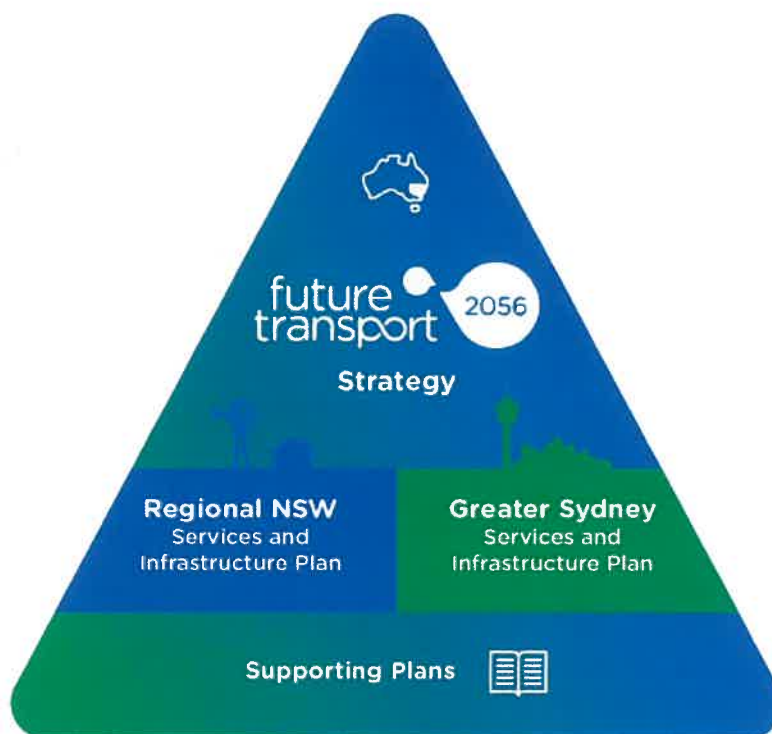 future
transport
2056
Strategy
Regional NSW
Services and
Infrastructure Plan
Greater Sydney
Services and
Infrastructure Plan
Supporting Plans